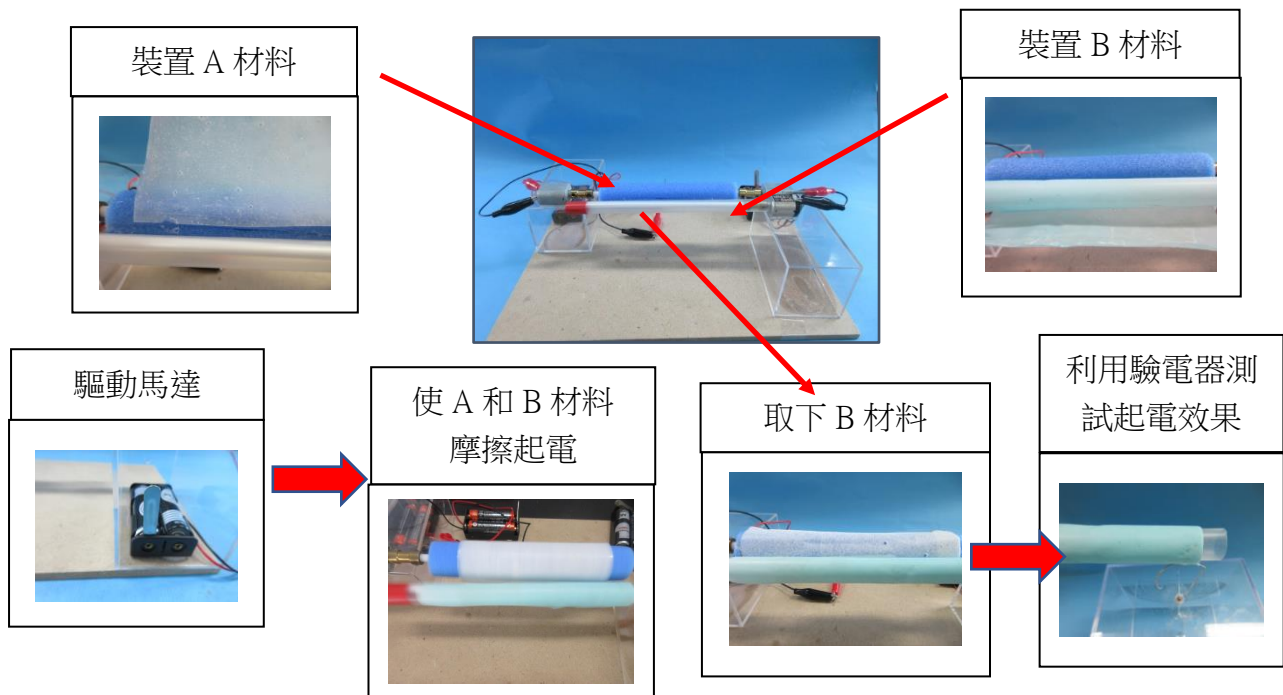 裝置 A 材料
裝置 B 材料
驅動馬達
使 A 和 B 材料
摩擦起電
取下 B 材料
利用驗電器測
試起電效果